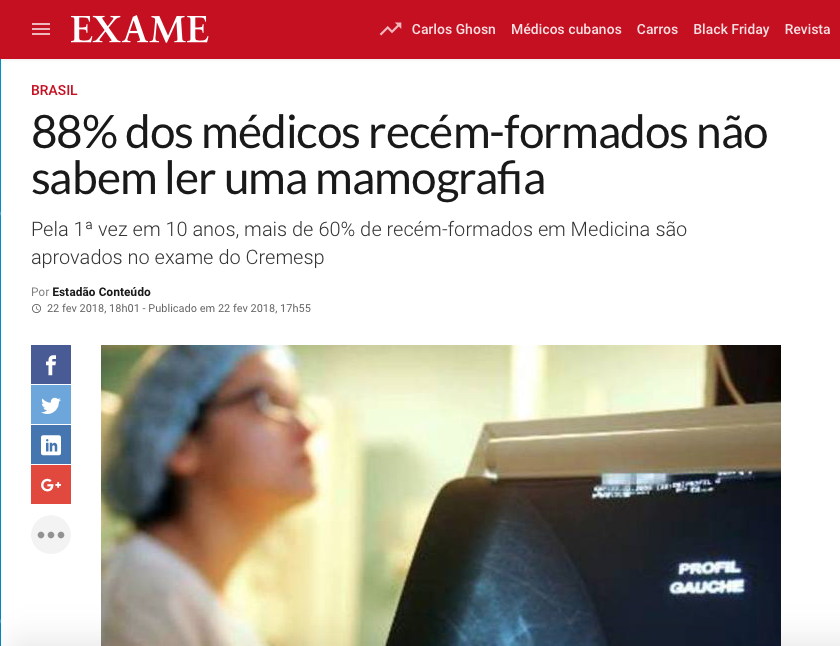 EXAME
Carlos Ghosn Médicos cubanos Carros Black Friday Revista
BRASIL
88% dos médicos recém-formados não
sabem ler uma mamografia
Pela 1ª vez em 10 anos, mais de 60% de recém-formados em Medicina são
aprovados no exame do Cremesp
Por Estadão Conteúdo
22 fev 2018, 18h01 - Publicado em 22 fev 2018, 17h55
f
in
G+
PROFIL
GAUCHE